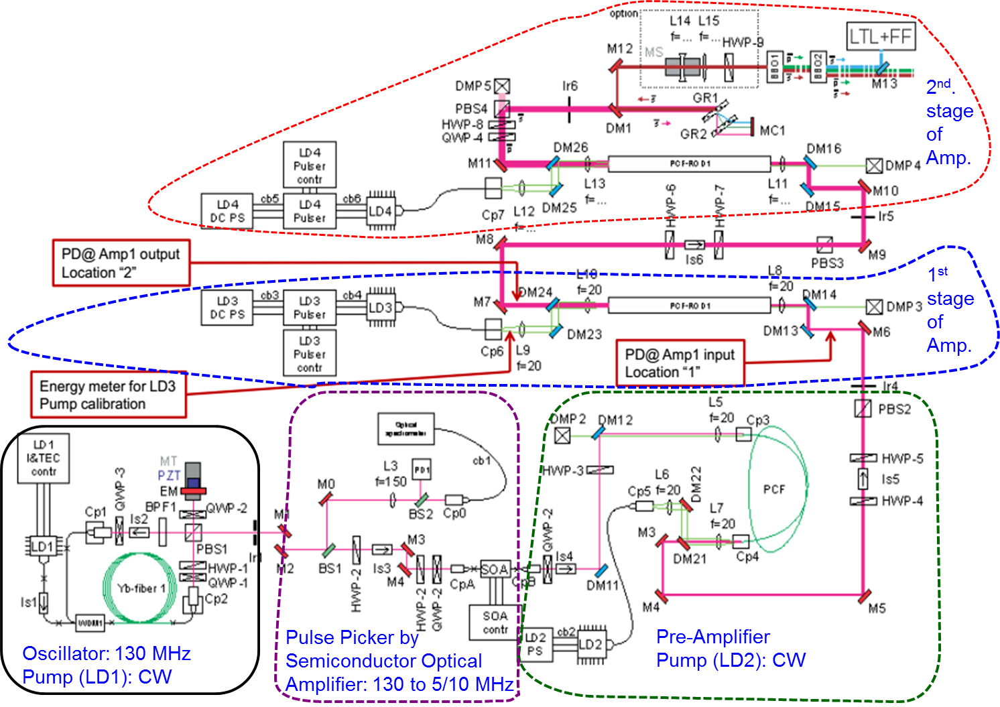 option
L14
f=...
L15
f=...
HWP-9
MS
LTL+FF
M12
BBO1
BBO2
p
s
s
p
s
M13
2nd.
stage
of
Amp.
DMP5
Ir6
PBS4
s
HWP-8
QWP-4
p
s
s
GR1
DM1
GR2
MC1
LD4
Pulser
contr
M11
DM26
PCF-ROD1
DM16
DMP4
L13
f=...
L11
f=...
M10
DM15
LD4
DC PS
cb5
LD4
Pulser
cb6
LD4
Cp7
L12
f=...
DM25
HWP-6
HWP-7
Ir5
M8
Is6
PBS3
M9
PD@ Amp1 output
Location “2”
1st
stage
of
Amp.
LD3
DC PS
cb3
LD3
Pulser
cb4
LD3
LD3
Pulser
contr
M7
DM24
L10
f=20
PCF-ROD1
L8
f=20
DM14
DMP3
Cp6
L9
f=20
DM23
DM13
M6
PD@ Amp1 input
Location “1”
Energy meter for LD3
Pump calibration
Ir4
PBS2
LD1
I&TEC
contr
MT
PZT
EM
QWP-3
BPF1
QWP-2
Cp1
Is2
LD1
PBS1
Ir1
HWP-1
QWP-1
Yb-fiber 1
Cp2
Is1
WDM1
Oscillator: 130 MHz
Pump (LD1): CW
Optical
spectrometer
L3
f=150
PD1
cb1
M0
BS2
Cp0
M1
M2
BS1
HWP-2
Is3
M3
M4
HWP-2
QWP-2
CpA
SOA
CpB
SOA
contr
Pulse Picker by
Semiconductor Optical
Amplifier: 130 to 5/10 MHz
DMP2
DM12
L5
f=20
Cp3
HWP-3
Cp5
L6
f=20
DM22
PCF
HWP-5
Is5
HWP-4
QWP-2
Is4
DM11
M3
L7
f=20
DM21
Cp4
M4
M5
LD2
PS
cb2
LD2
Pre-Amplifier
Pump (LD2): CW